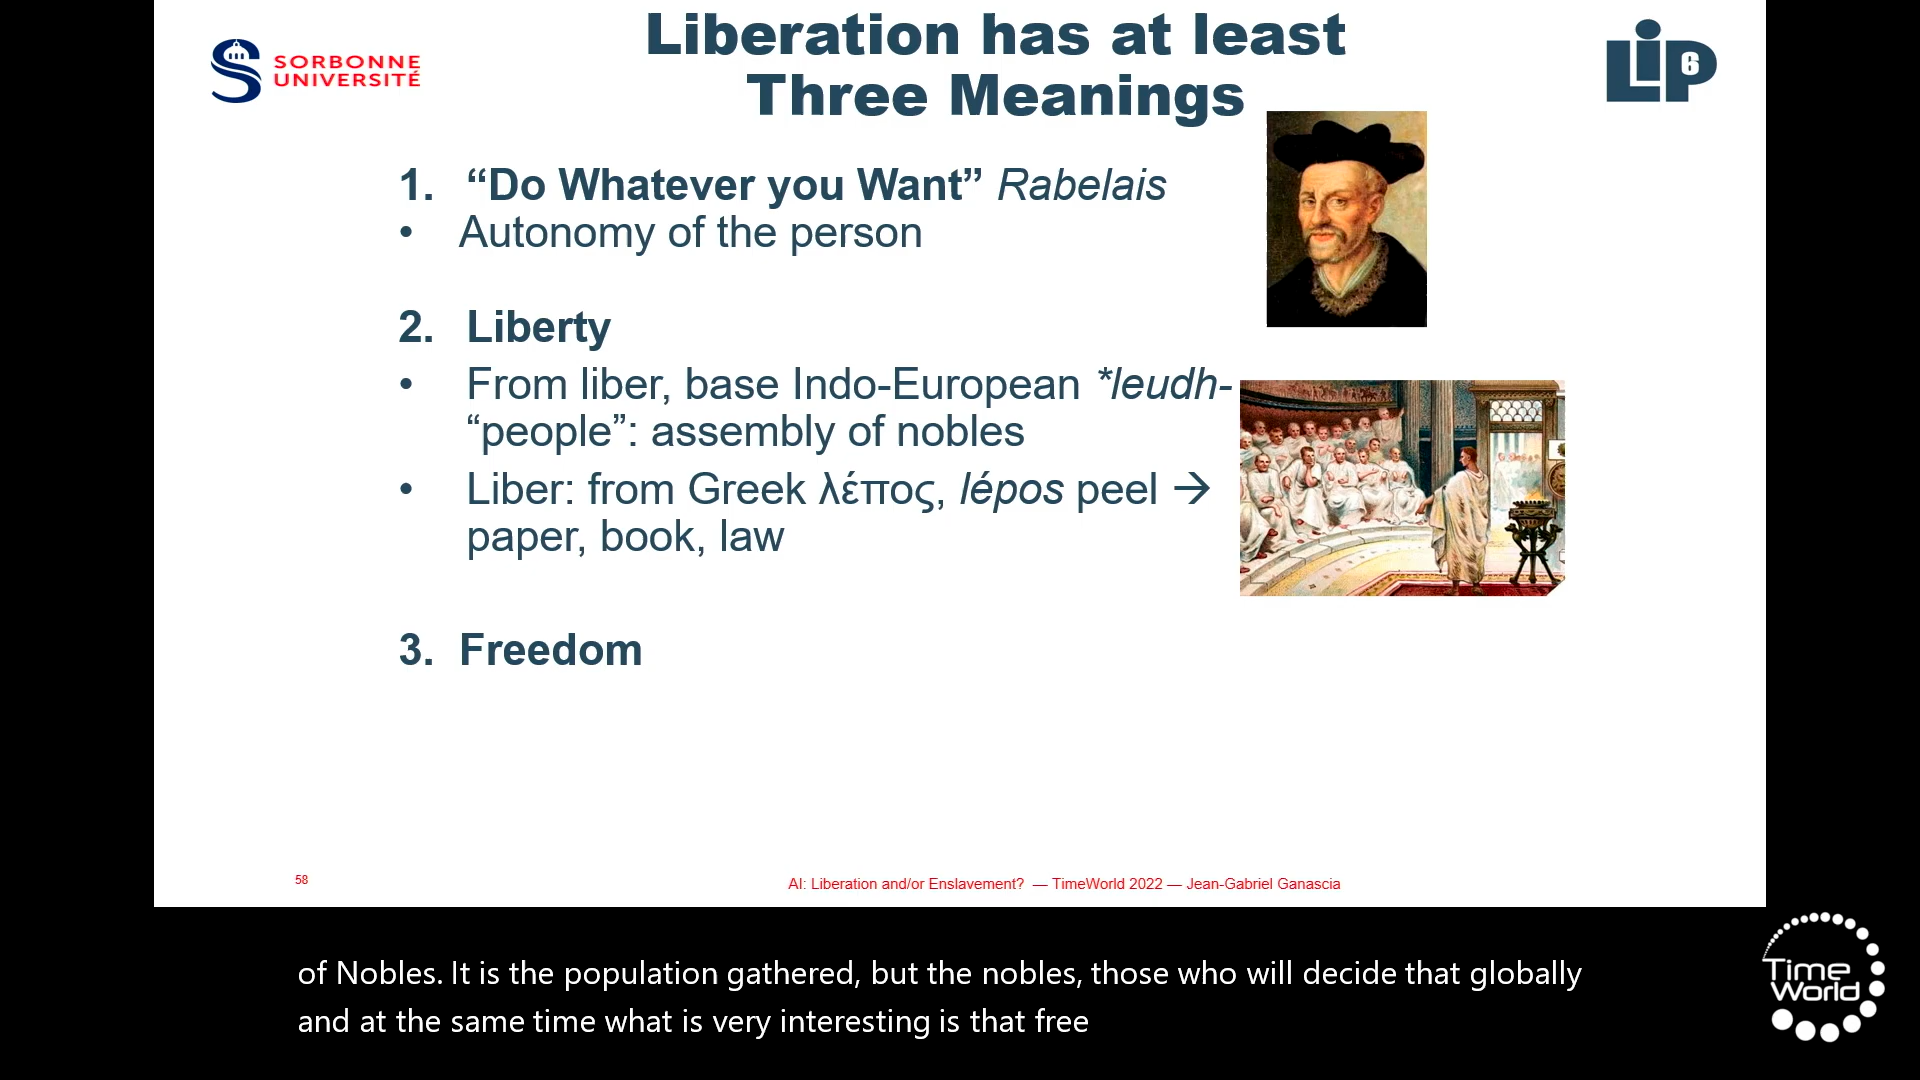 Liberation has at least
Three Meanings
SORBONNE
UNIVERSITÉ
LiP6
1. “Do Whatever you Want” Rabelais
• Autonomy of the person
2. Liberty
• From liber, base Indo-European *leudh-
“people”: assembly of nobles
• Liber: from Greek λέπος, lépos peel →
paper, book, law
3. Freedom
58
AI: Liberation and/or Enslavement? — TimeWorld 2022 — Jean-Gabriel Ganascia
of Nobles. It is the population gathered, but the nobles, those who will decide that globally
and at the same time what is very interesting is that free
Time
World